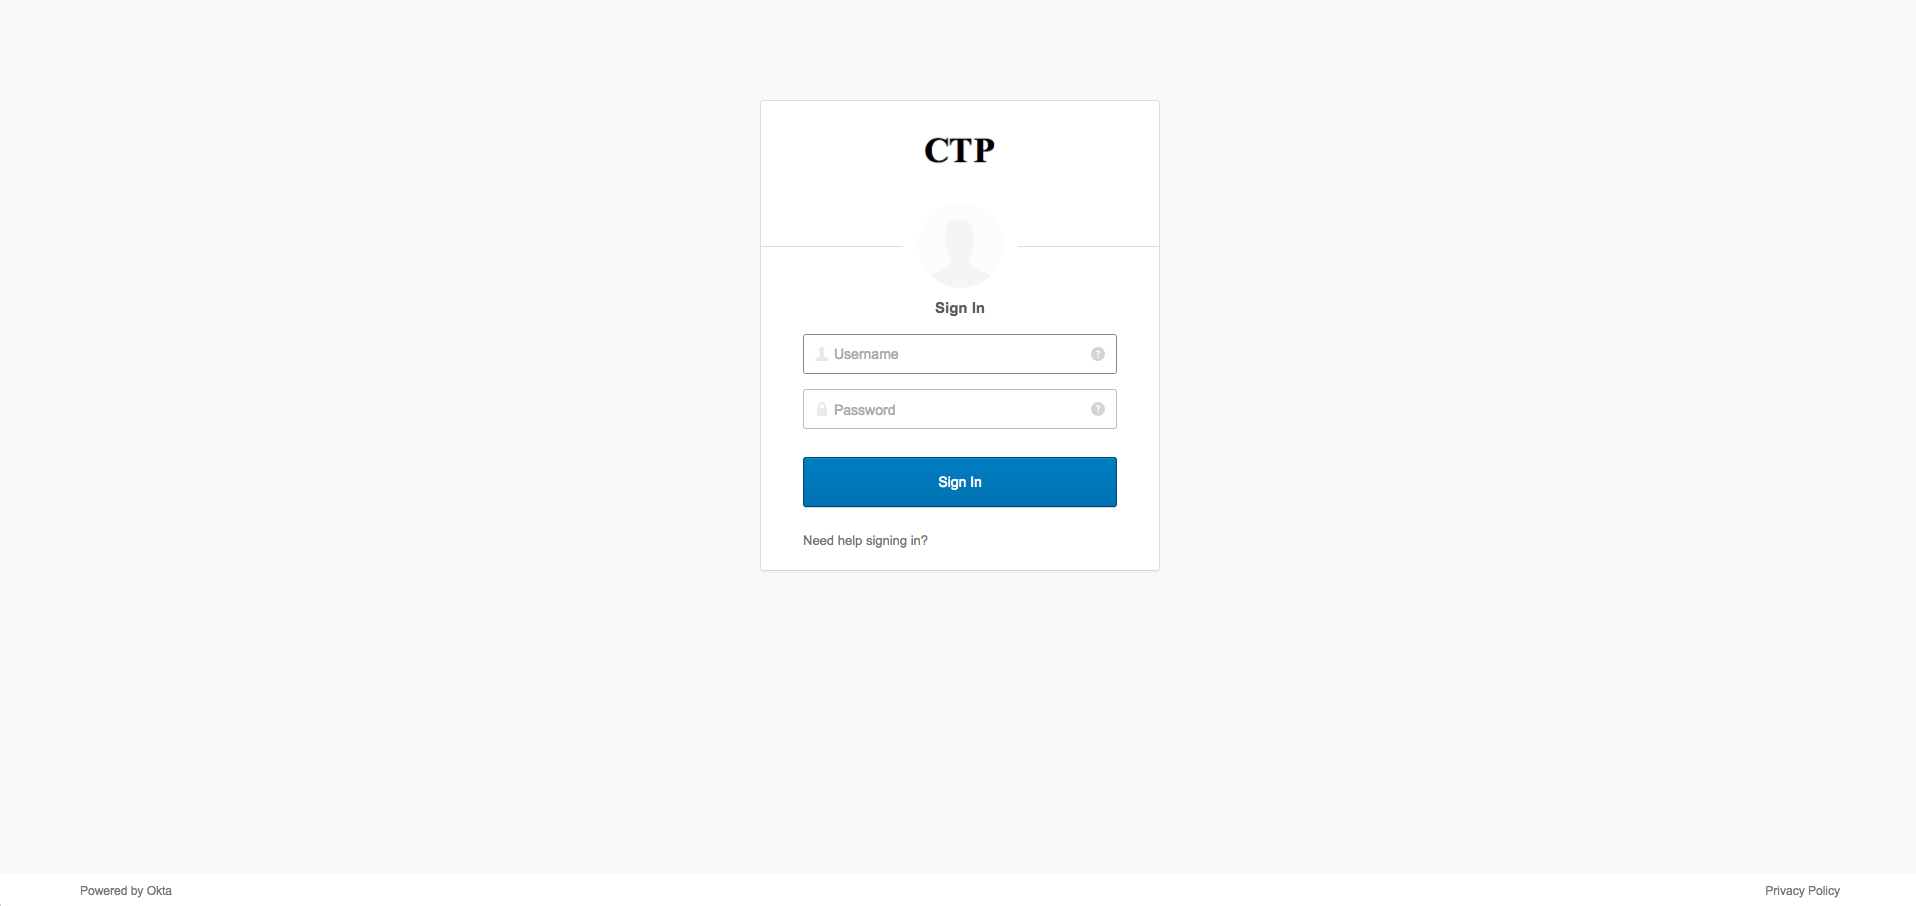 CTP
Sign In
Username
Password
Sign In
Need help signing in?
Powered by Okta
Privacy Policy